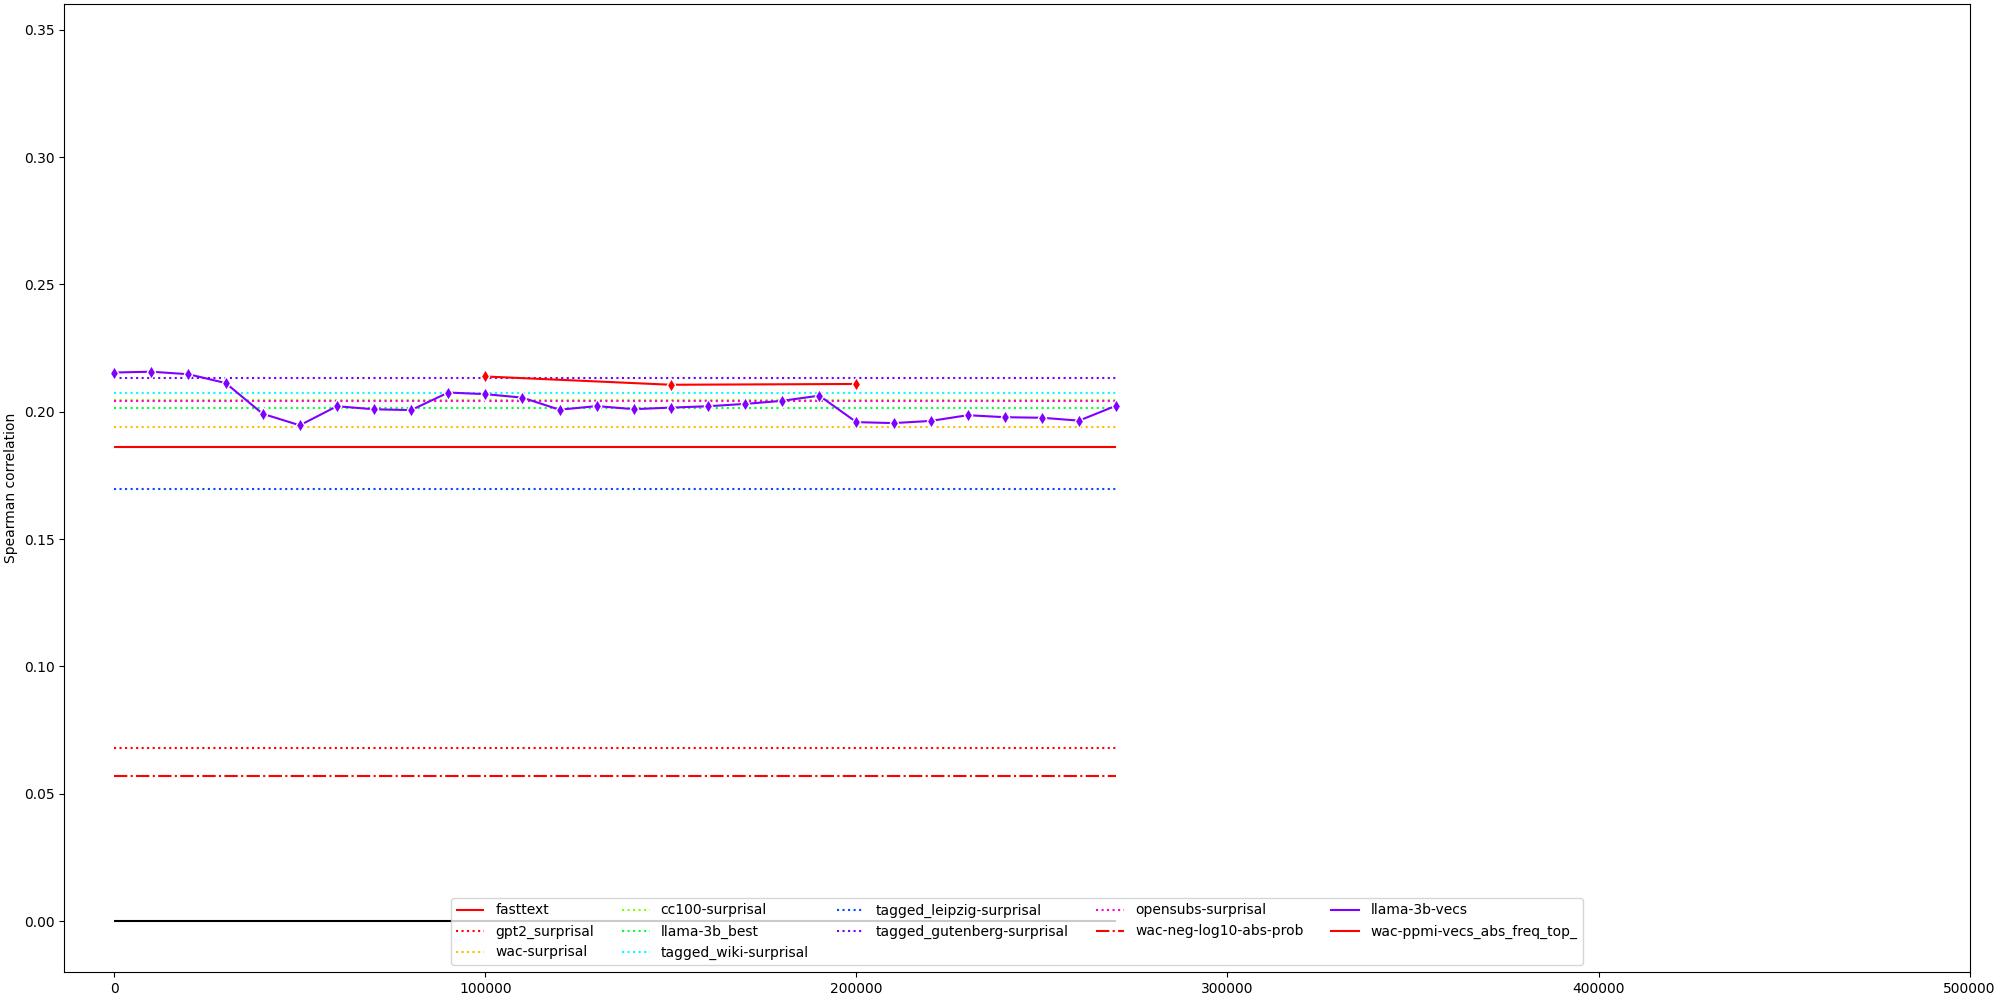 0.35
0.30
0.25
0.20
0.15
0.10
0.05
0.00
Spearman correlation
fasttext
gpt2_surprisal
wac-surprisal
cc100-surprisal
llama-3b_best
tagged_wiki-surprisal
tagged_leipzig-surprisal
tagged_gutenberg-surprisal
opensubs-surprisal
wac-neg-log10-abs-prob
llama-3b-vecs
wac-ppmi-vecs_abs_freq_top_
0 100000 200000 300000 400000 500000